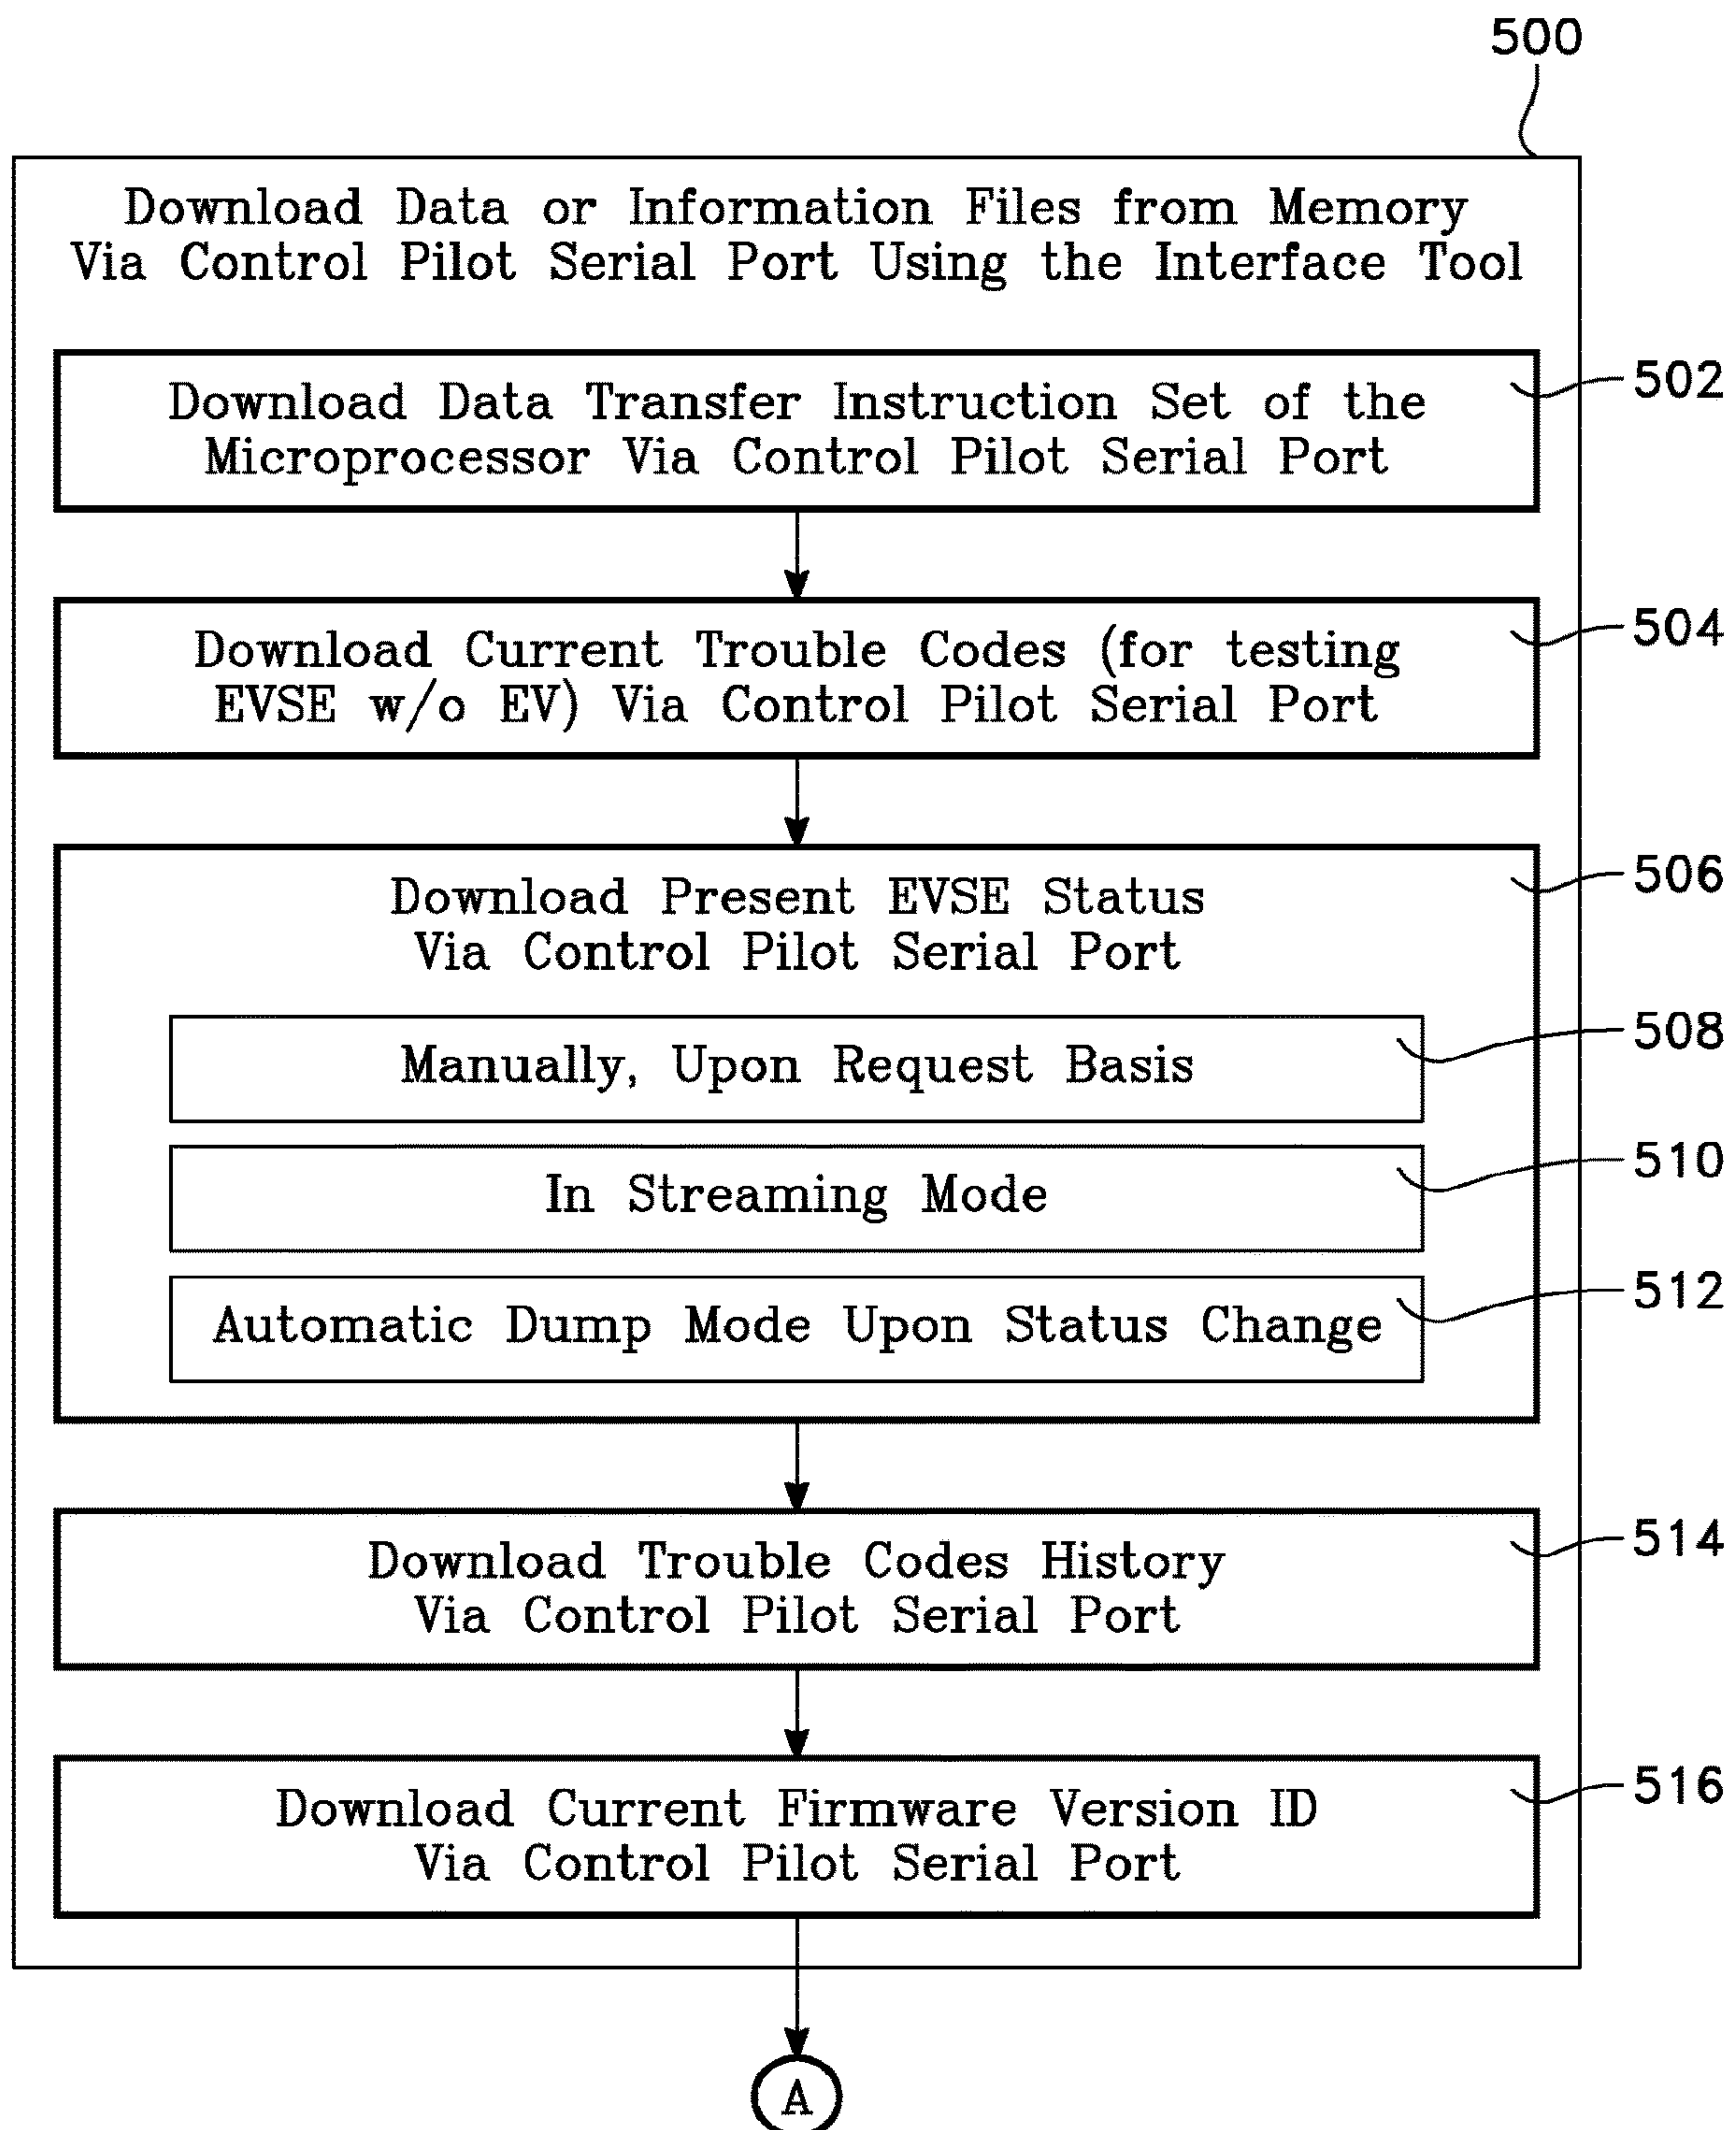 500
Download Data or Information Files from Memory
Via Control Pilot Serial Port Using the Interface Tool
Download Data Transfer Instruction Set of the
Microprocessor Via Control Pilot Serial Port
502
Download Current Trouble Codes (for testing
EVSE w/o EV) Via Control Pilot Serial Port
504
Download Present EVSE Status
Via Control Pilot Serial Port
506
Manually, Upon Request Basis
508
In Streaming Mode
510
Automatic Dump Mode Upon Status Change
512
Download Trouble Codes History
Via Control Pilot Serial Port
514
Download Current Firmware Version ID
Via Control Pilot Serial Port
516
A